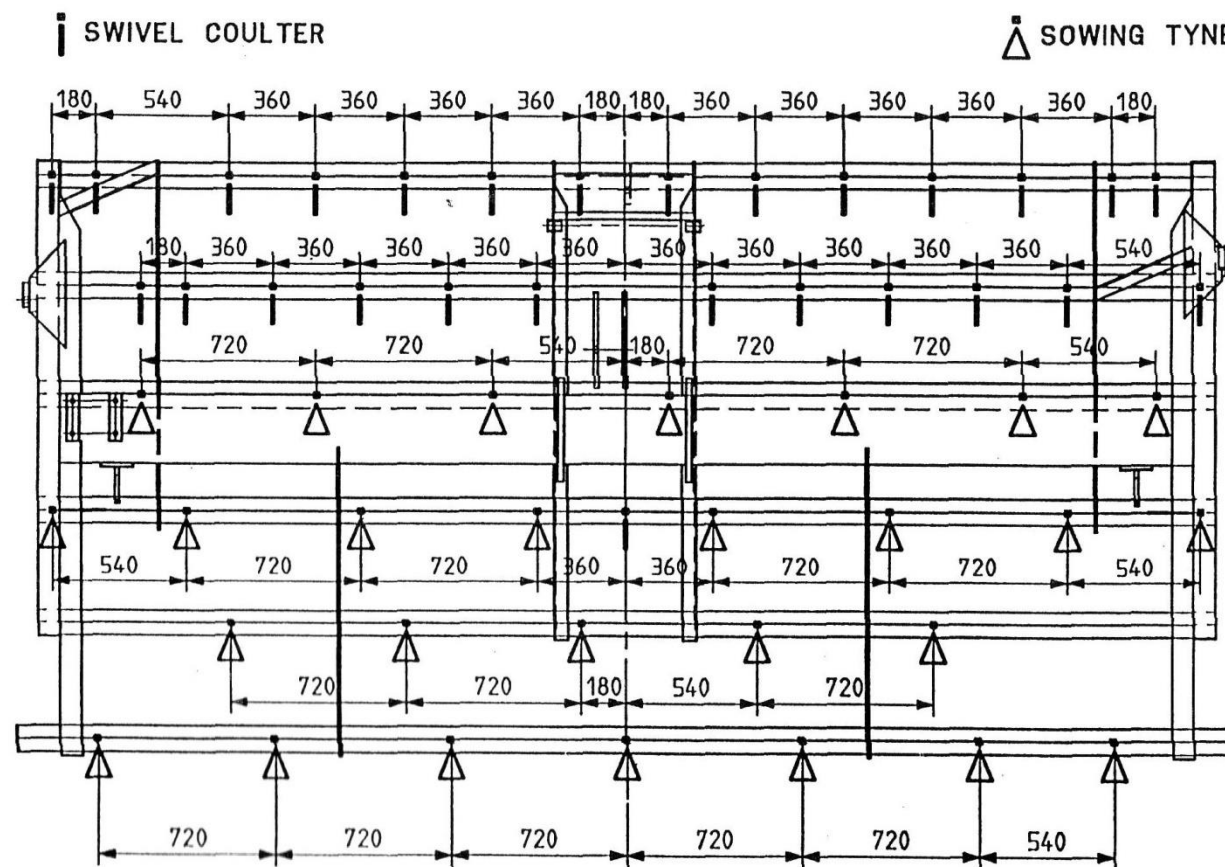 SWIVEL COULTER
SOWING TYNE
180 540 360 360 360 360 180 180 360 360 360 360 360 180
180 360 360 360 360 360 360 360 360 360 360 540
720 720 540 180 720 720 540
540 720 720 360 360 720 720 540
720 720 180 540 720
720 720 720 720 720 540